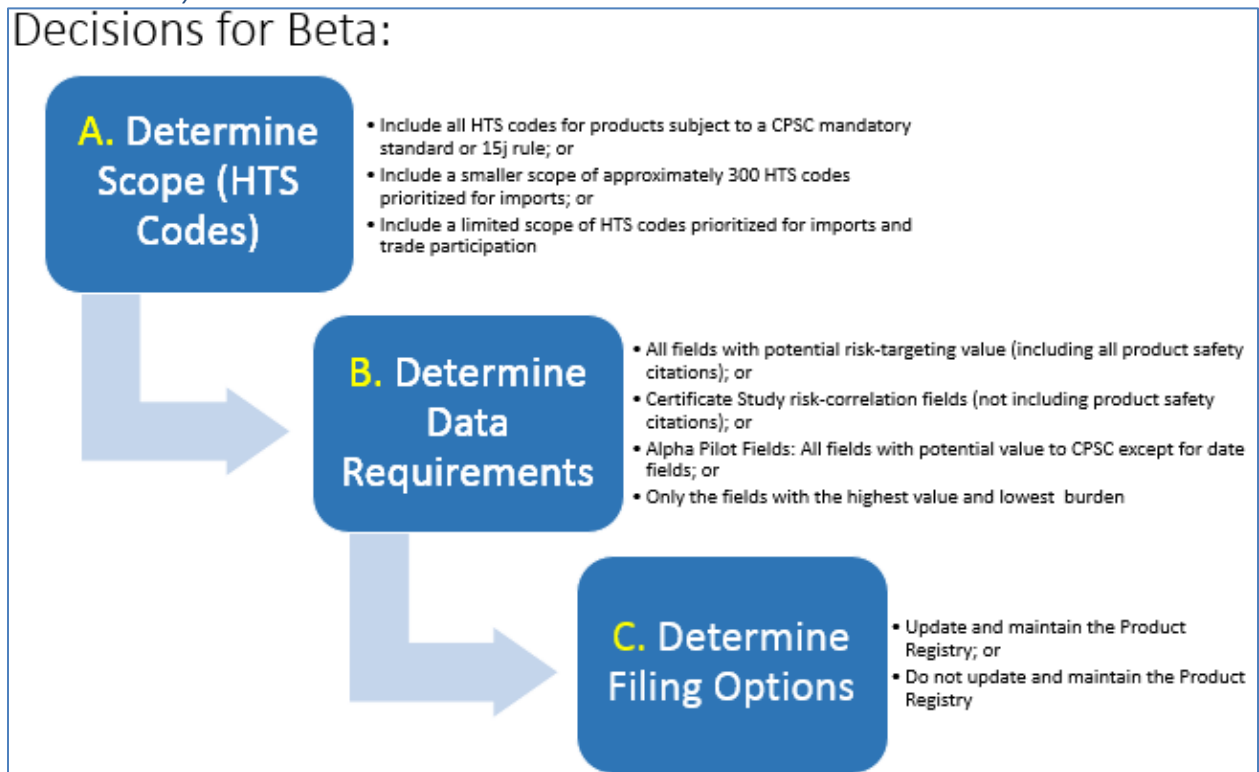 Decisions for Beta:
A. Determine
Scope (HTS
Codes)
• Include all HTS codes for products subject to a CPSC mandatory
standard or 15j rule; or
• Include a smaller scope of approximately 300 HTS codes
prioritized for imports; or
• Include a limited scope of HTS codes prioritized for imports and
trade participation
B. Determine
Data
Requirements
• All fields with potential risk-targeting value (including all product safety
citations); or
• Certificate Study risk-correlation fields (not including product safety
citations); or
• Alpha Pilot Fields: All fields with potential value to CPSC except for date
fields; or
• Only the fields with the highest value and lowest burden
C. Determine
Filing Options
• Update and maintain the Product
Registry; or
• Do not update and maintain the Product
Registry